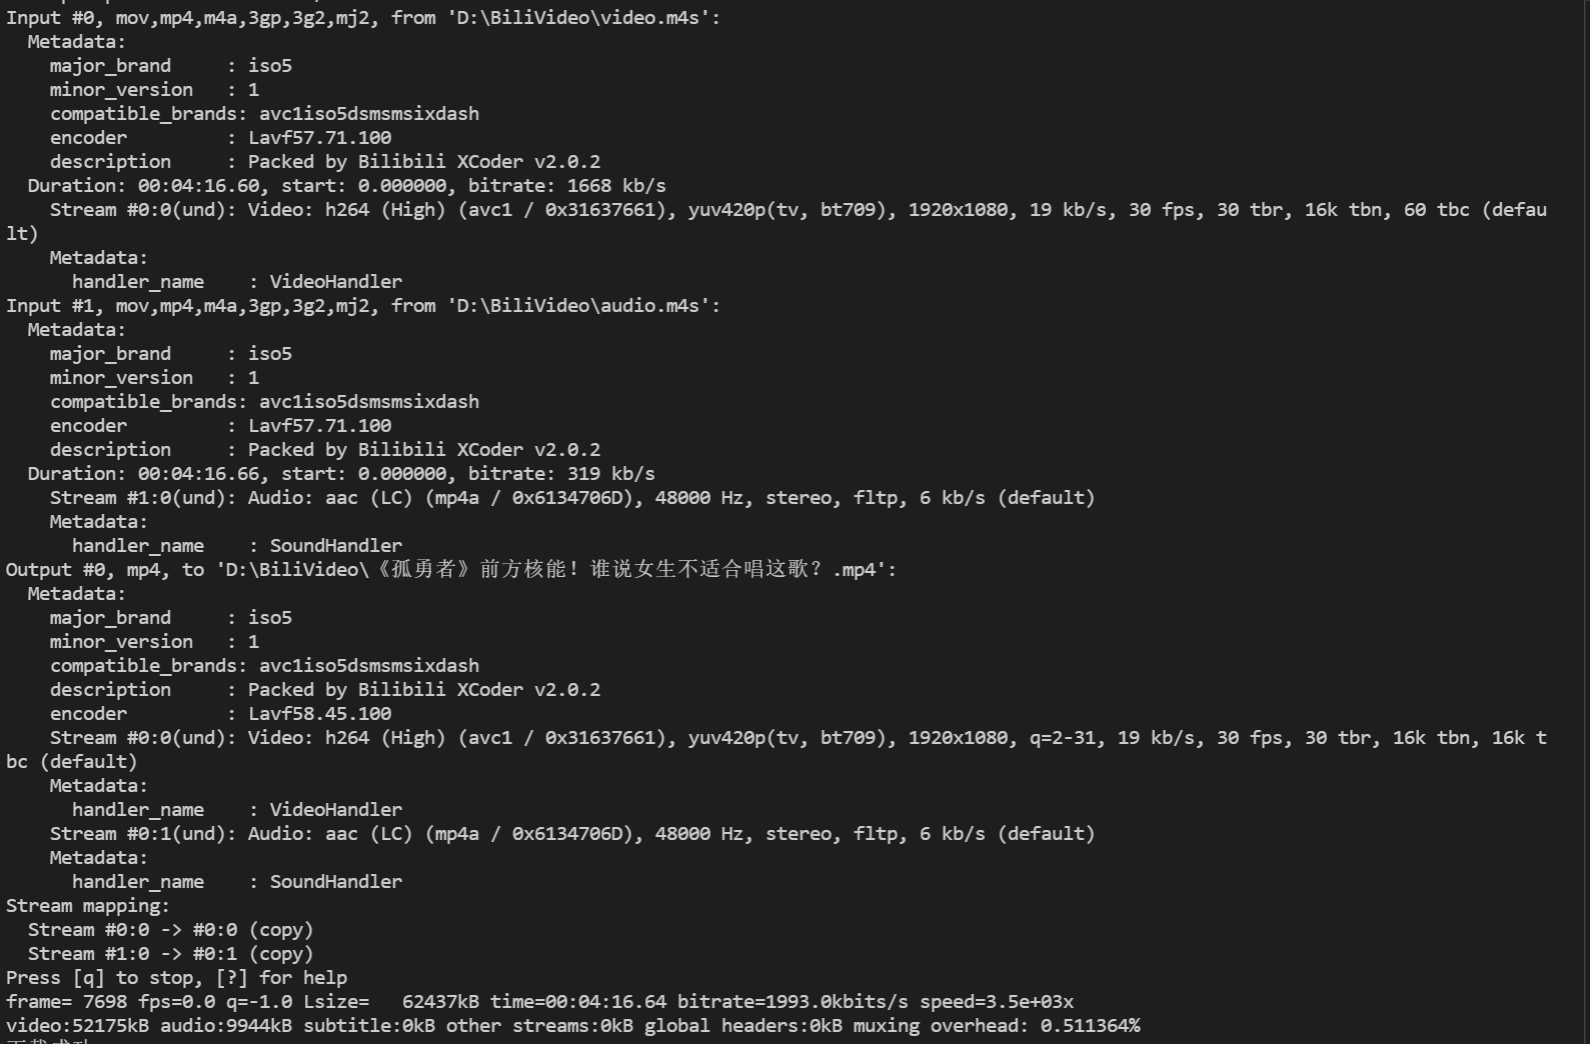 Input #0, mov,mp4,m4a,3gp,3g2,mj2, from 'D:\BiliVideo\video.m4s':
  Metadata:
    major_brand     : iso5
    minor_version   : 1
    compatible_brands: avc1iso5dsmsmsixdash
    encoder         : Lavf57.71.100
    description     : Packed by Bilibili XCoder v2.0.2
  Duration: 00:04:16.60, start: 0.000000, bitrate: 1668 kb/s
    Stream #0:0(und): Video: h264 (High) (avc1 / 0x31637661), yuv420p(tv, bt709), 1920x1080, 19 kb/s, 30 fps, 30 tbr, 16k tbn, 60 tbc (defau
lt)
    Metadata:
      handler_name    : VideoHandler
Input #1, mov,mp4,m4a,3gp,3g2,mj2, from 'D:\BiliVideo\audio.m4s':
  Metadata:
    major_brand     : iso5
    minor_version   : 1
    compatible_brands: avc1iso5dsmsmsixdash
    encoder         : Lavf57.71.100
    description     : Packed by Bilibili XCoder v2.0.2
  Duration: 00:04:16.66, start: 0.000000, bitrate: 319 kb/s
    Stream #1:0(und): Audio: aac (LC) (mp4a / 0x6134706D), 48000 Hz, stereo, fltp, 6 kb/s (default)
    Metadata:
      handler_name    : SoundHandler
Output #0, mp4, to 'D:\BiliVideo\《孤勇者》前方核能！谁说女生不适合唱这歌？.mp4':
  Metadata:
    major_brand     : iso5
    minor_version   : 1
    compatible_brands: avc1iso5dsmsmsixdash
    description     : Packed by Bilibili XCoder v2.0.2
    encoder         : Lavf58.45.100
    Stream #0:0(und): Video: h264 (High) (avc1 / 0x31637661), yuv420p(tv, bt709), 1920x1080, q=2-31, 19 kb/s, 30 fps, 30 tbr, 16k tbn, 16k t
bc (default)
    Metadata:
      handler_name    : VideoHandler
    Stream #0:1(und): Audio: aac (LC) (mp4a / 0x6134706D), 48000 Hz, stereo, fltp, 6 kb/s (default)
    Metadata:
      handler_name    : SoundHandler
Stream mapping:
  Stream #0:0 -> #0:0 (copy)
  Stream #1:0 -> #0:1 (copy)
Press [q] to stop, [?] for help
frame= 7698 fps=0.0 q=-1.0 Lsize=   62437kB time=00:04:16.64 bitrate=1993.0kbits/s speed=3.5e+03x
video:52175kB audio:9944kB subtitle:0kB other streams:0kB global headers:0kB muxing overhead: 0.511364%